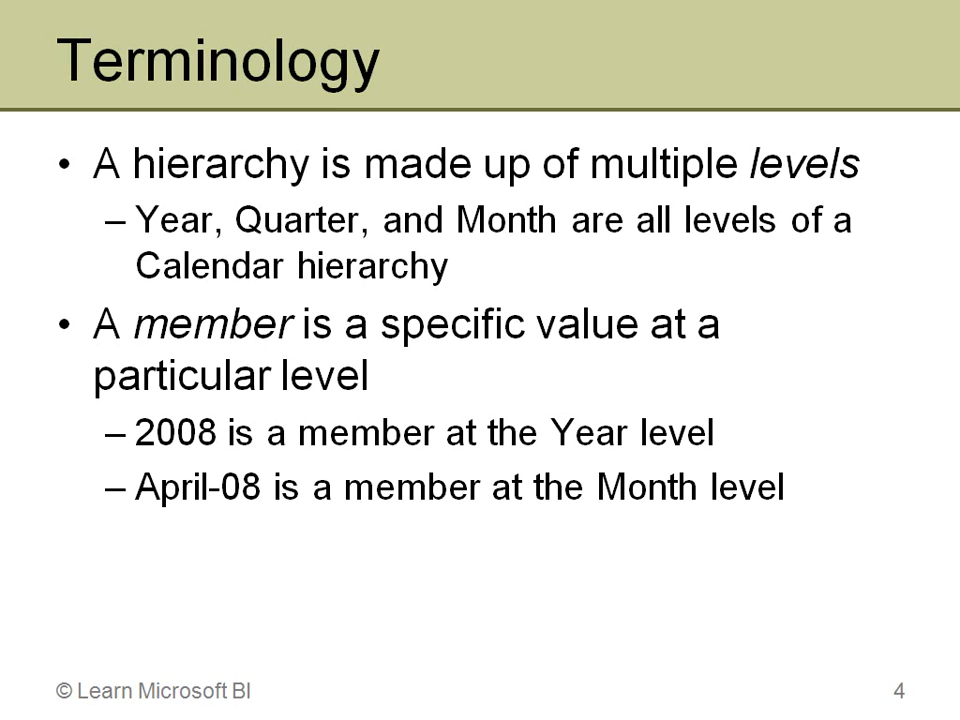 Terminology
• A hierarchy is made up of multiple levels
– Year, Quarter, and Month are all levels of a
Calendar hierarchy
• A member is a specific value at a
particular level
– 2008 is a member at the Year level
– April-08 is a member at the Month level
© Learn Microsoft BI
4